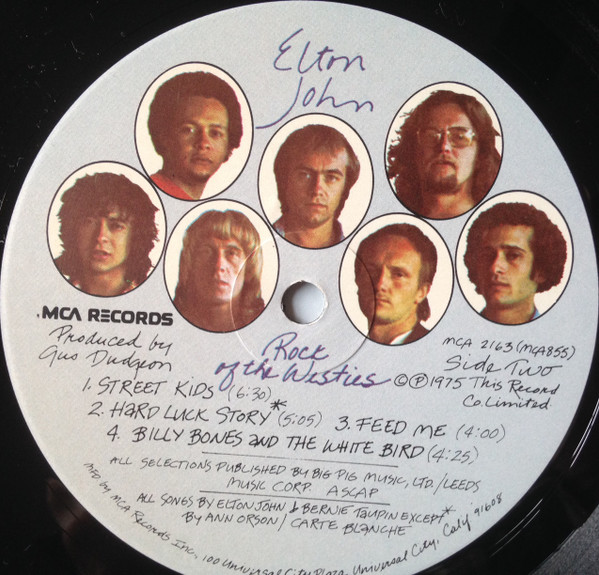 Elton
John
MCA RECORDS
Produced by
Gus Dudgeon
Rock
of the Westies
MCA 2163 (MCA855)
Side Two
©℗1975 This Record
Co. Limited
1. STREET KIDS (6:30)
2. HARD LUCK STORY* (5:05) 3. FEED ME (4:00)
4. BILLY BONES AND THE WHITE BIRD (4:25)
ALL SELECTIONS PUBLISHED BY BIG PIG MUSIC, LTD./LEEDS
MUSIC CORP. ASCAP
ALL SONGS BY ELTON JOHN & BERNIE TAUPIN EXCEPT*
BY ANN ORSON/CARTE BLANCHE
MFD by MCA Records Inc., 100 Universal City Plaza, Universal City, Calif 91608